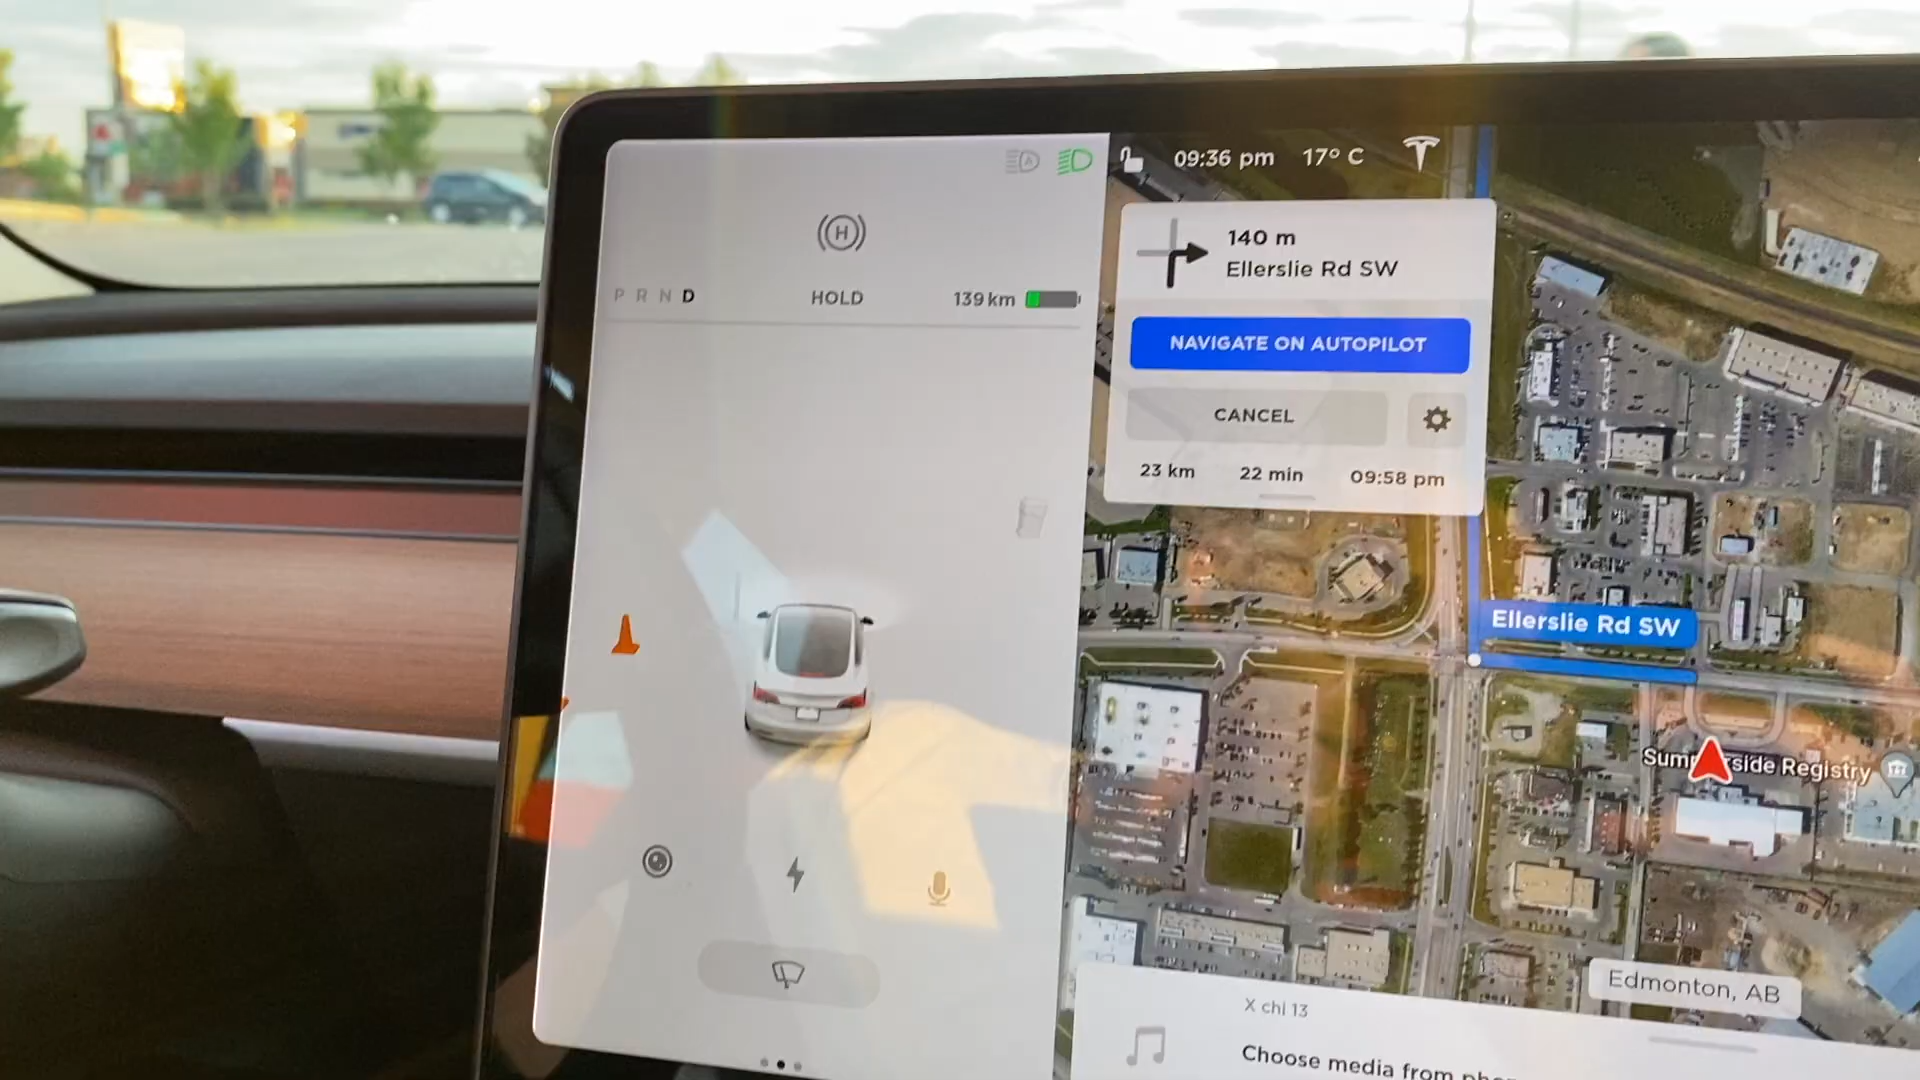 09:36 pm 17° C
140 m
Ellerslie Rd SW
P R N D HOLD 139 km
NAVIGATE ON AUTOPILOT
CANCEL
23 km 22 min 09:58 pm
Ellerslie Rd SW
Registry
Edmonton, AB
X chi 13
Choose media from